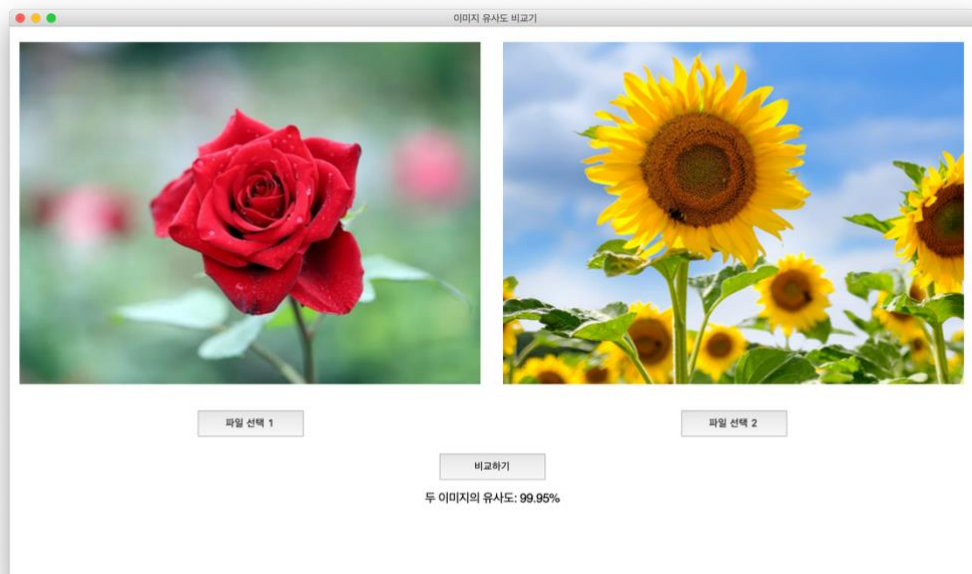 이미지 유사도 비교기
파일 선택 1
파일 선택 2
비교하기
두 이미지의 유사도: 99.95%